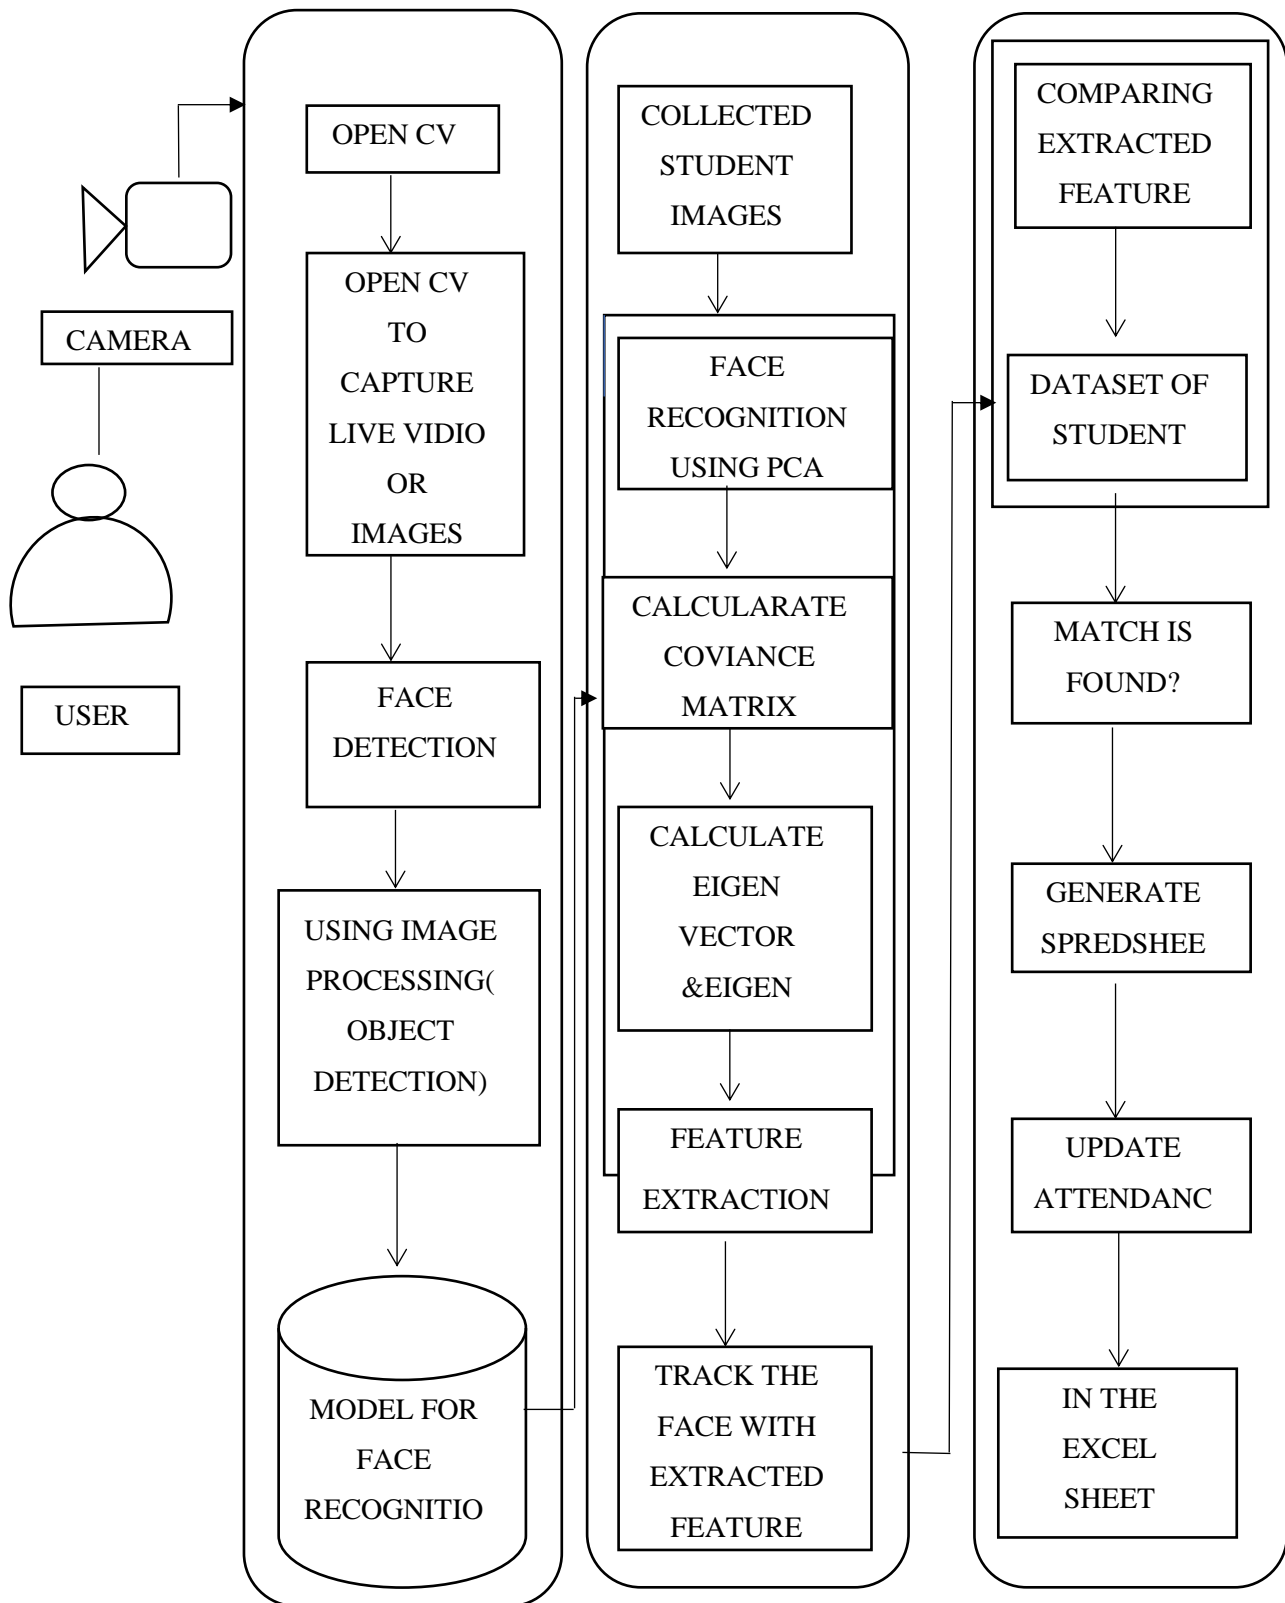 CAMERA
USER
OPEN CV
OPEN CV
TO
CAPTURE
LIVE VIDIO
OR
IMAGES
FACE
DETECTION
USING IMAGE
PROCESSING(
OBJECT
DETECTION)
MODEL FOR
FACE
RECOGNITIO
COLLECTED
STUDENT
IMAGES
FACE
RECOGNITION
USING PCA
CALCULARATE
COVIANCE
MATRIX
CALCULATE
EIGEN
VECTOR
&EIGEN
FEATURE
EXTRACTION
TRACK THE
FACE WITH
EXTRACTED
FEATURE
COMPARING
EXTRACTED
FEATURE
DATASET OF
STUDENT
MATCH IS
FOUND?
GENERATE
SPREDSHEE
UPDATE
ATTENDANC
IN THE
EXCEL
SHEET